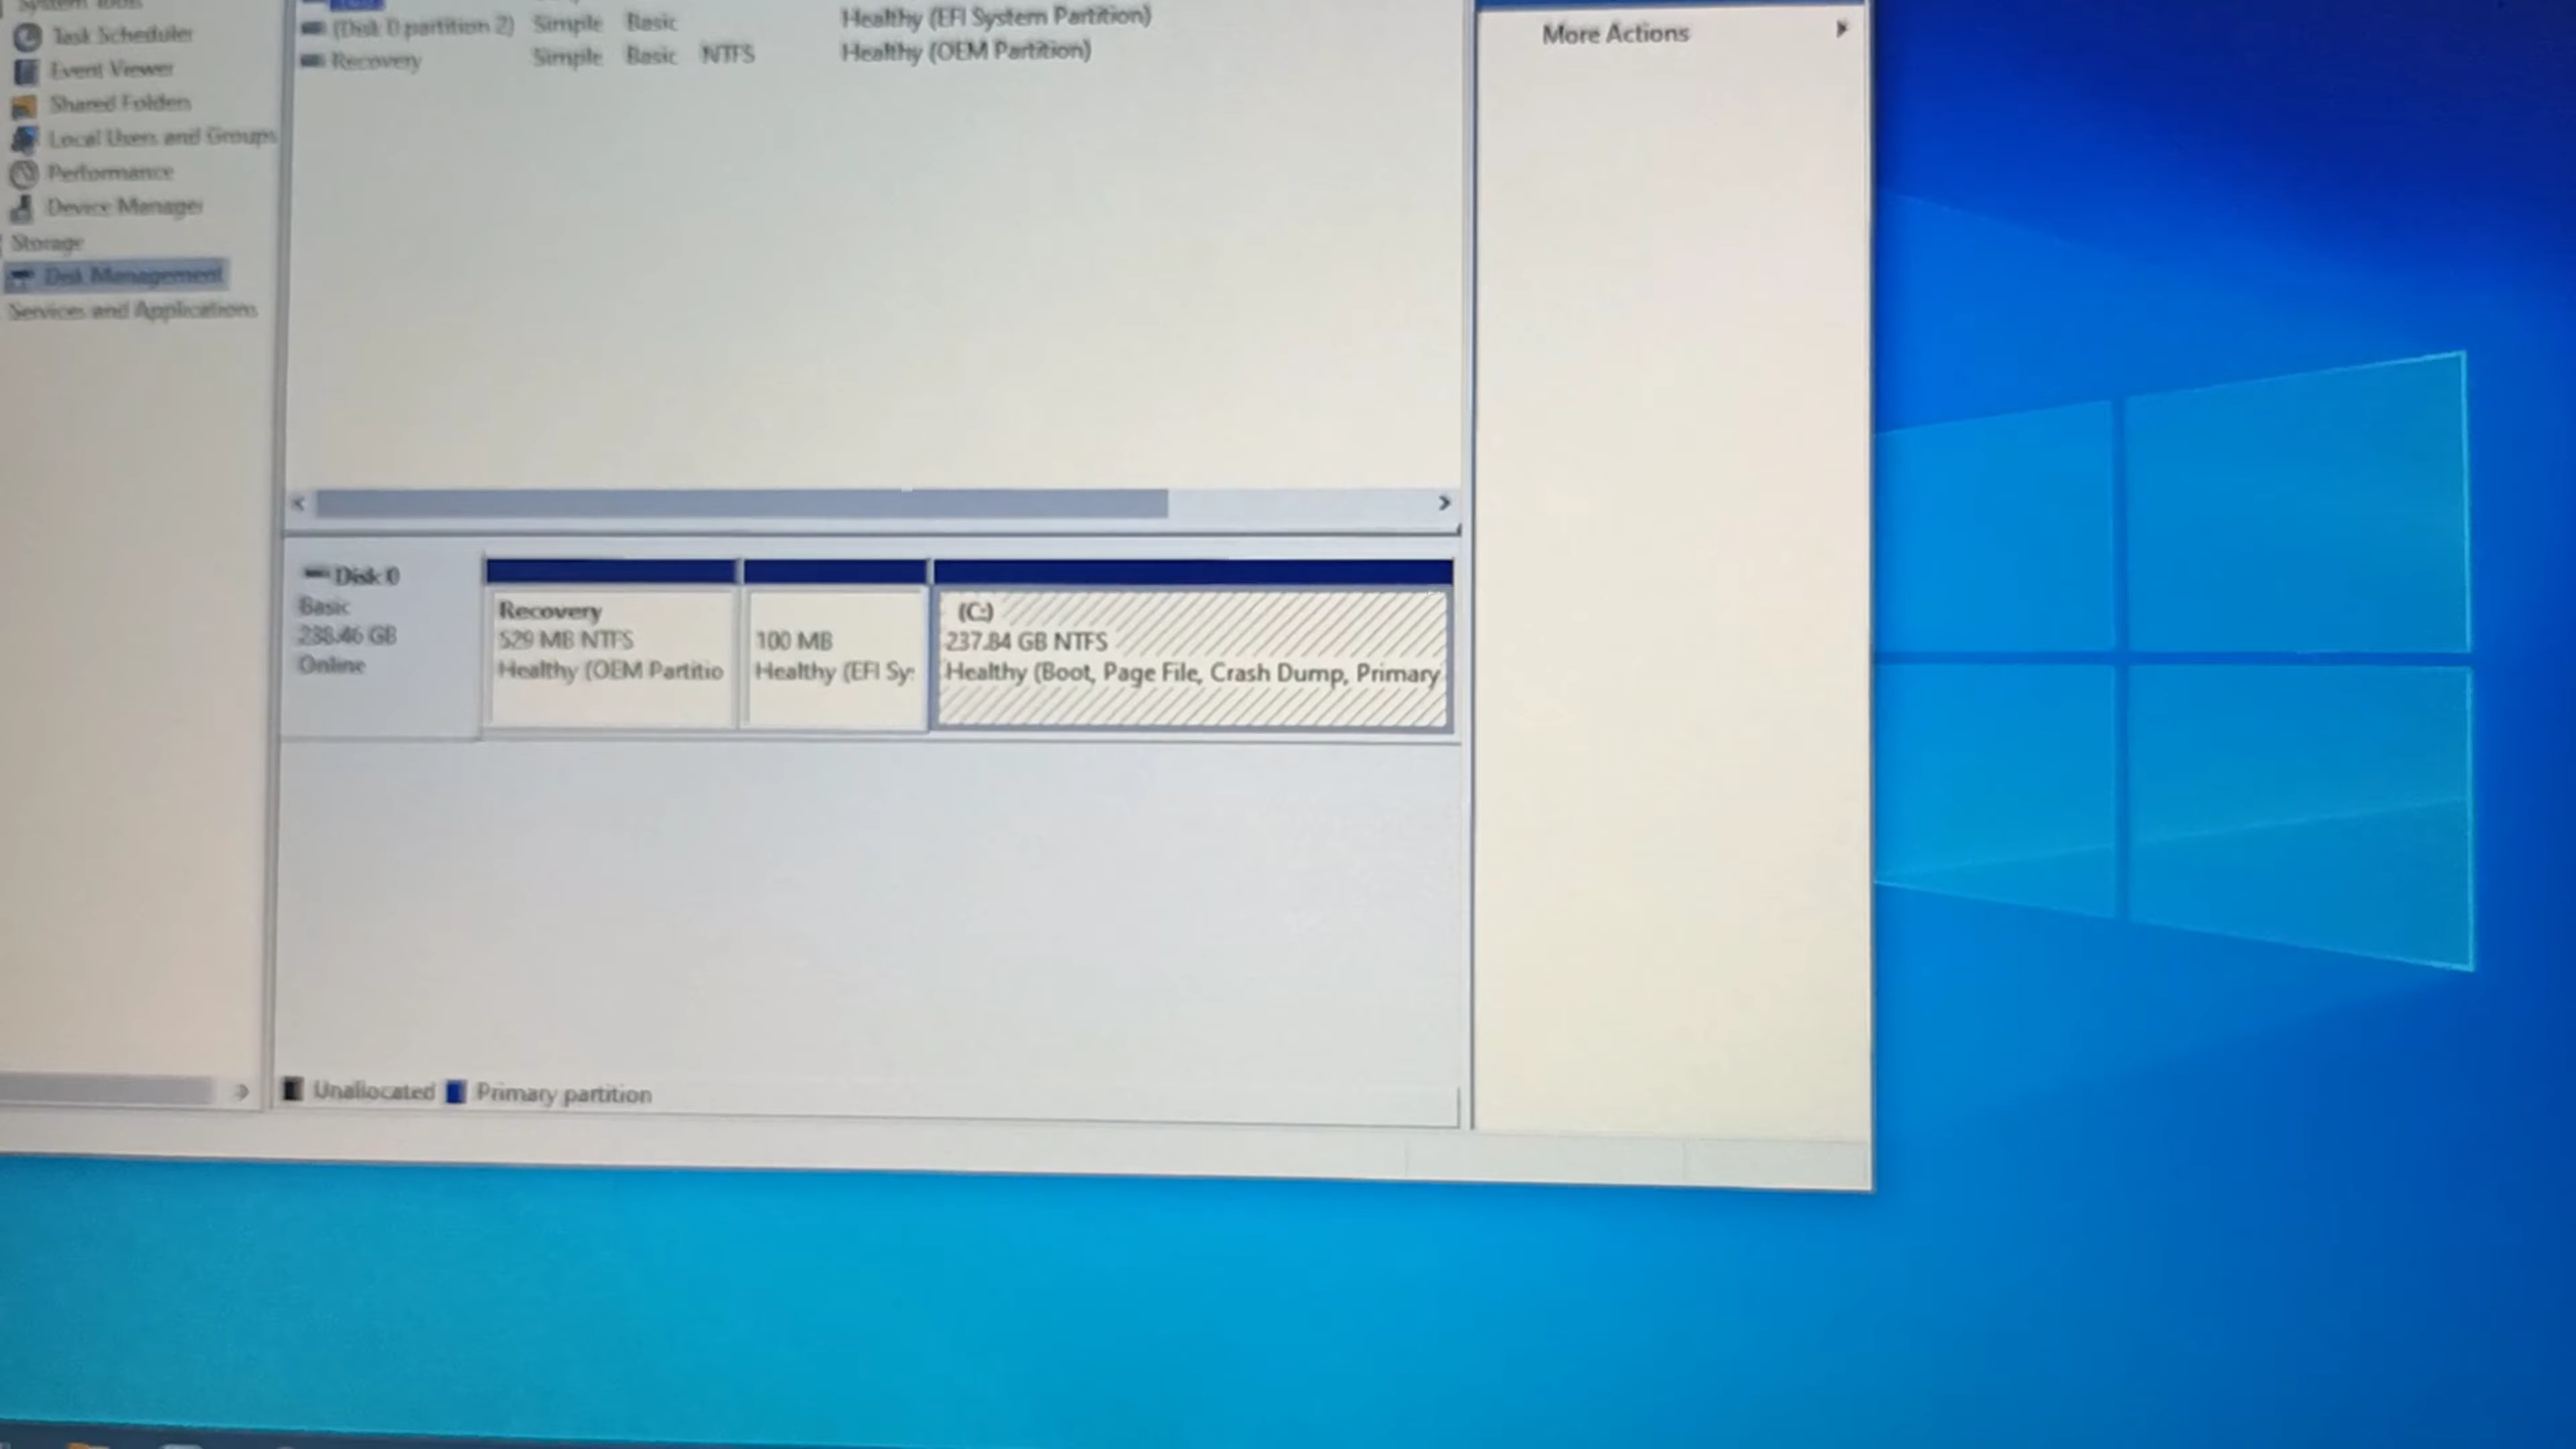 System Tools
Task Scheduler
Event Viewer
Shared Folders
Local Users and Groups
Performance
Device Manager
Storage
Disk Management
Services and Applications
(Disk 0 partition 2) Simple Basic Healthy (EFI System Partition)
Recovery Simple Basic NTFS Healthy (OEM Partition)
More Actions
Disk 0
Basic
238.46 GB
Online
Recovery
529 MB NTFS
Healthy (OEM Partitio
100 MB
Healthy (EFI Sy
(C:)
237.84 GB NTFS
Healthy (Boot, Page File, Crash Dump, Primary
Unallocated Primary partition